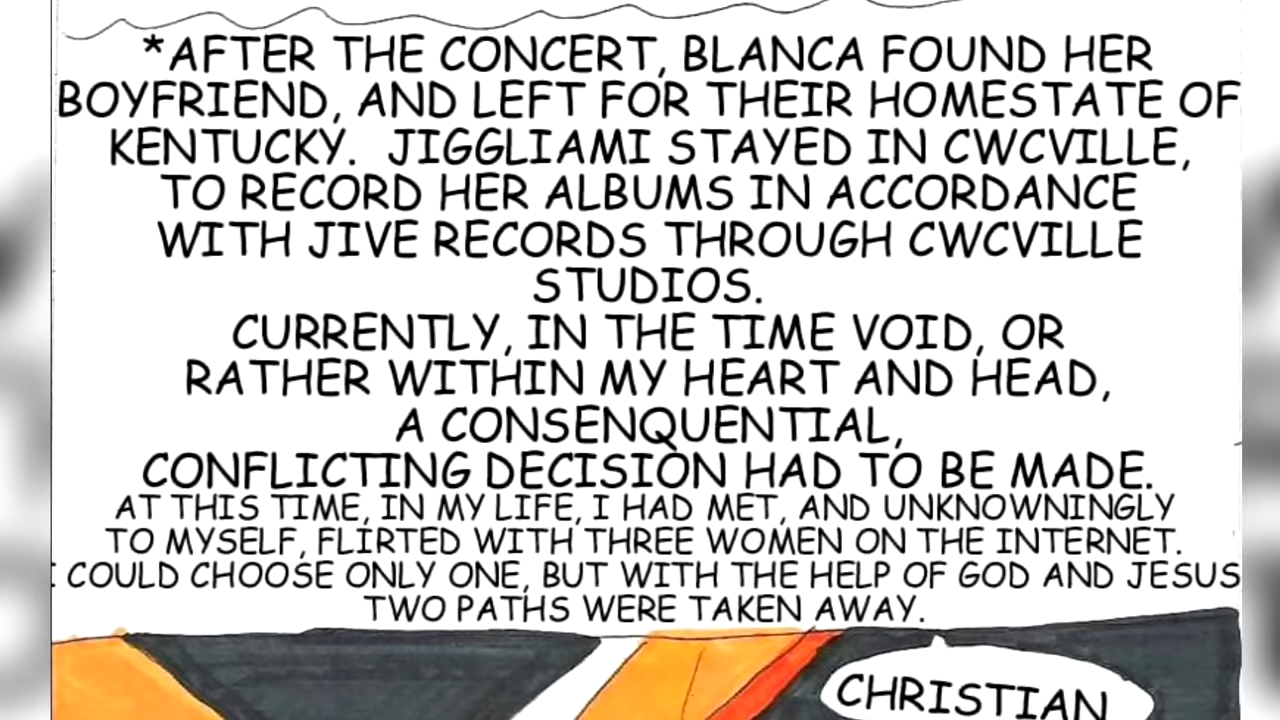 *AFTER THE CONCERT, BLANCA FOUND HER
BOYFRIEND, AND LEFT FOR THEIR HOMESTATE OF
KENTUCKY. JIGGLIAMI STAYED IN CWCVILLE,
TO RECORD HER ALBUMS IN ACCORDANCE
WITH JIVE RECORDS THROUGH CWCVILLE
STUDIOS.
CURRENTLY, IN THE TIME VOID, OR
RATHER WITHIN MY HEART AND HEAD,
A CONSENQUENTIAL,
CONFLICTING DECISION HAD TO BE MADE.
AT THIS TIME, IN MY LIFE, I HAD MET, AND UNKNOWNINGLY
TO MYSELF, FLIRTED WITH THREE WOMEN ON THE INTERNET.
I COULD CHOOSE ONLY ONE, BUT WITH THE HELP OF GOD AND JESUS
TWO PATHS WERE TAKEN AWAY.
CHRISTIAN